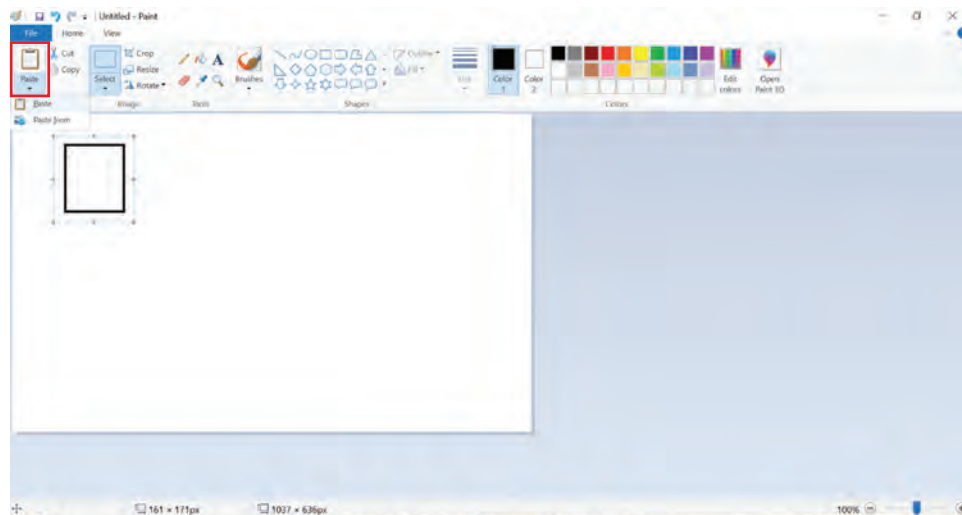 Untitled - Paint
File Home View
Paste
Cut
Copy
Select
Crop
Resize
Rotate
A
Brushes
Outline
Fill
Size
Color 1
Color 2
Edit colors
Open Paint 3D
Image Tools Shapes Colors
Paste
Paste from
161 × 171px 1037 × 636px 100%